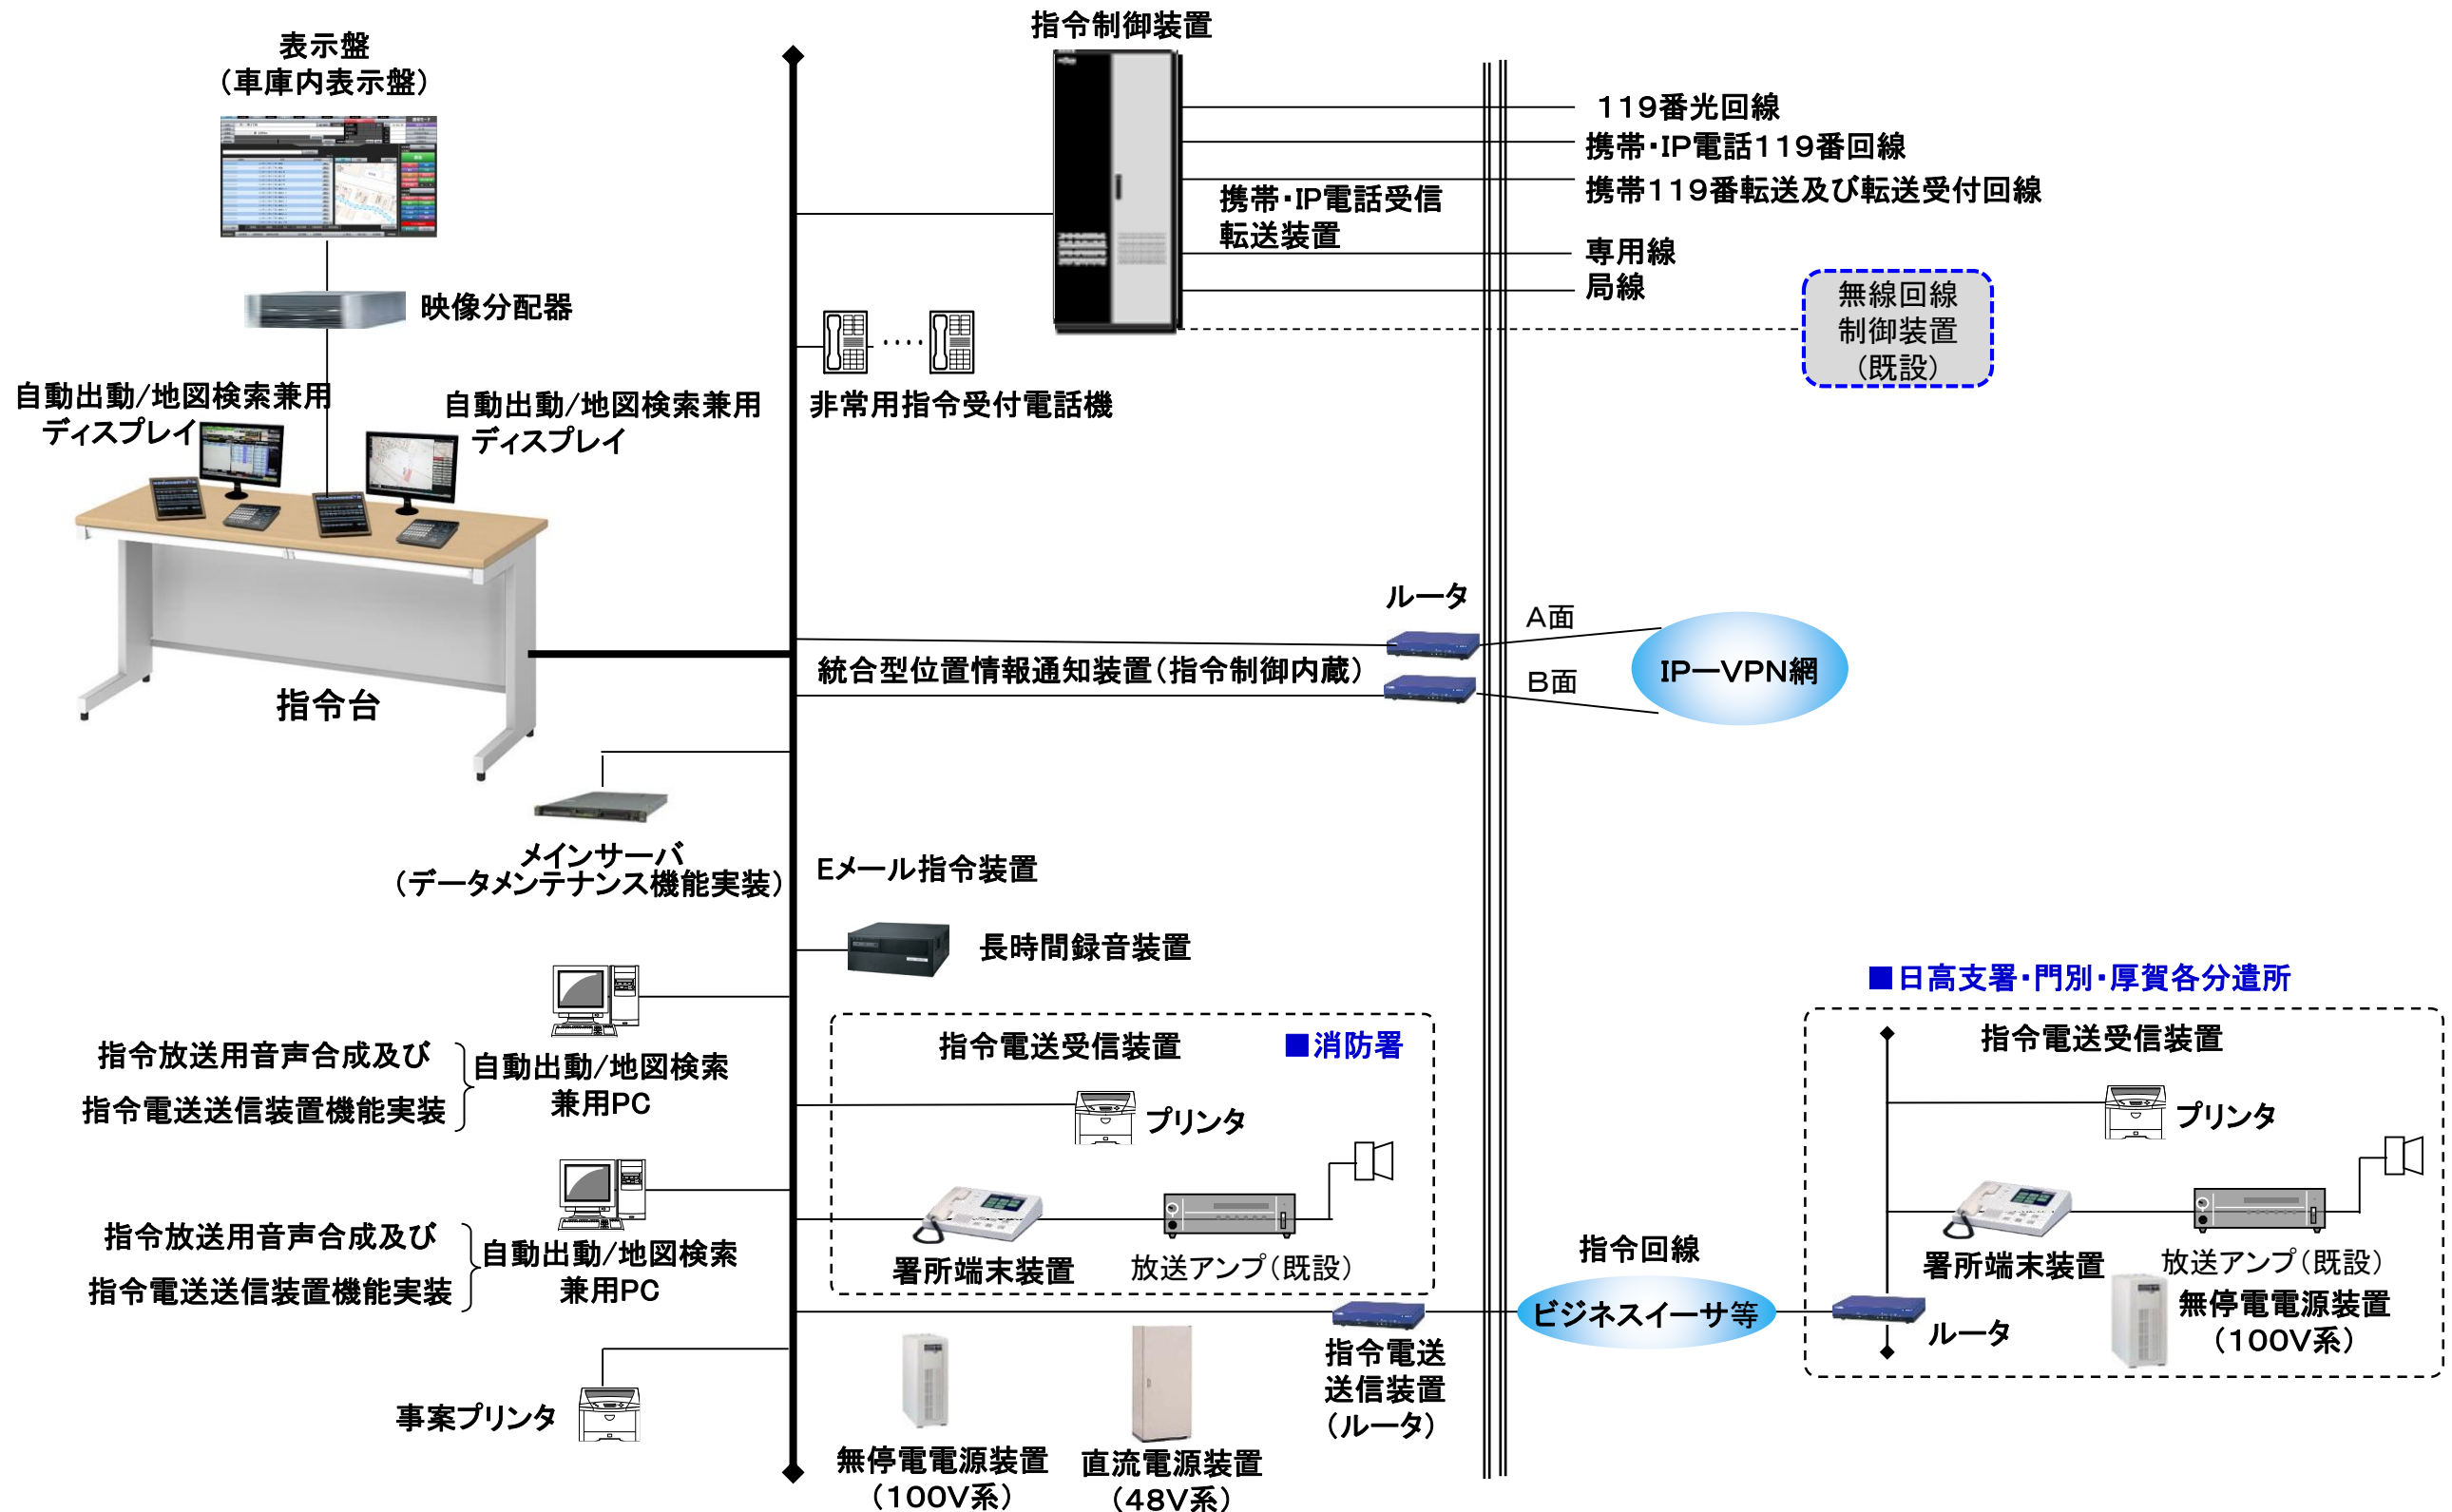 指令制御装置
表示盤
（車庫内表示盤）
119番光回線
携帯・IP電話119番回線
携帯119番転送及び転送受付回線
携帯・IP電話受信
転送装置
専用線
局線
無線回線
制御装置
（既設）
映像分配器
自動出動/地図検索兼用
ディスプレイ
自動出動/地図検索兼用
ディスプレイ
非常用指令受付電話機
ルータ
A面
統合型位置情報通知装置（指令制御内蔵）
IP―VPN網
B面
指令台
メインサーバ
（データメンテナンス機能実装）
Eメール指令装置
長時間録音装置
■日高支署・門別・厚賀各分遣所
指令電送受信装置
■消防署
指令電送受信装置
指令放送用音声合成及び
指令電送送信装置機能実装
自動出動/地図検索
兼用PC
プリンタ
プリンタ
指令放送用音声合成及び
指令電送送信装置機能実装
自動出動/地図検索
兼用PC
署所端末装置
放送アンプ（既設）
指令回線
ビジネスイーサ等
署所端末装置
放送アンプ（既設）
無停電電源装置
（100V系）
ルータ
指令電送
送信装置
（ルータ）
事案プリンタ
無停電電源装置
（100V系）
直流電源装置
（48V系）